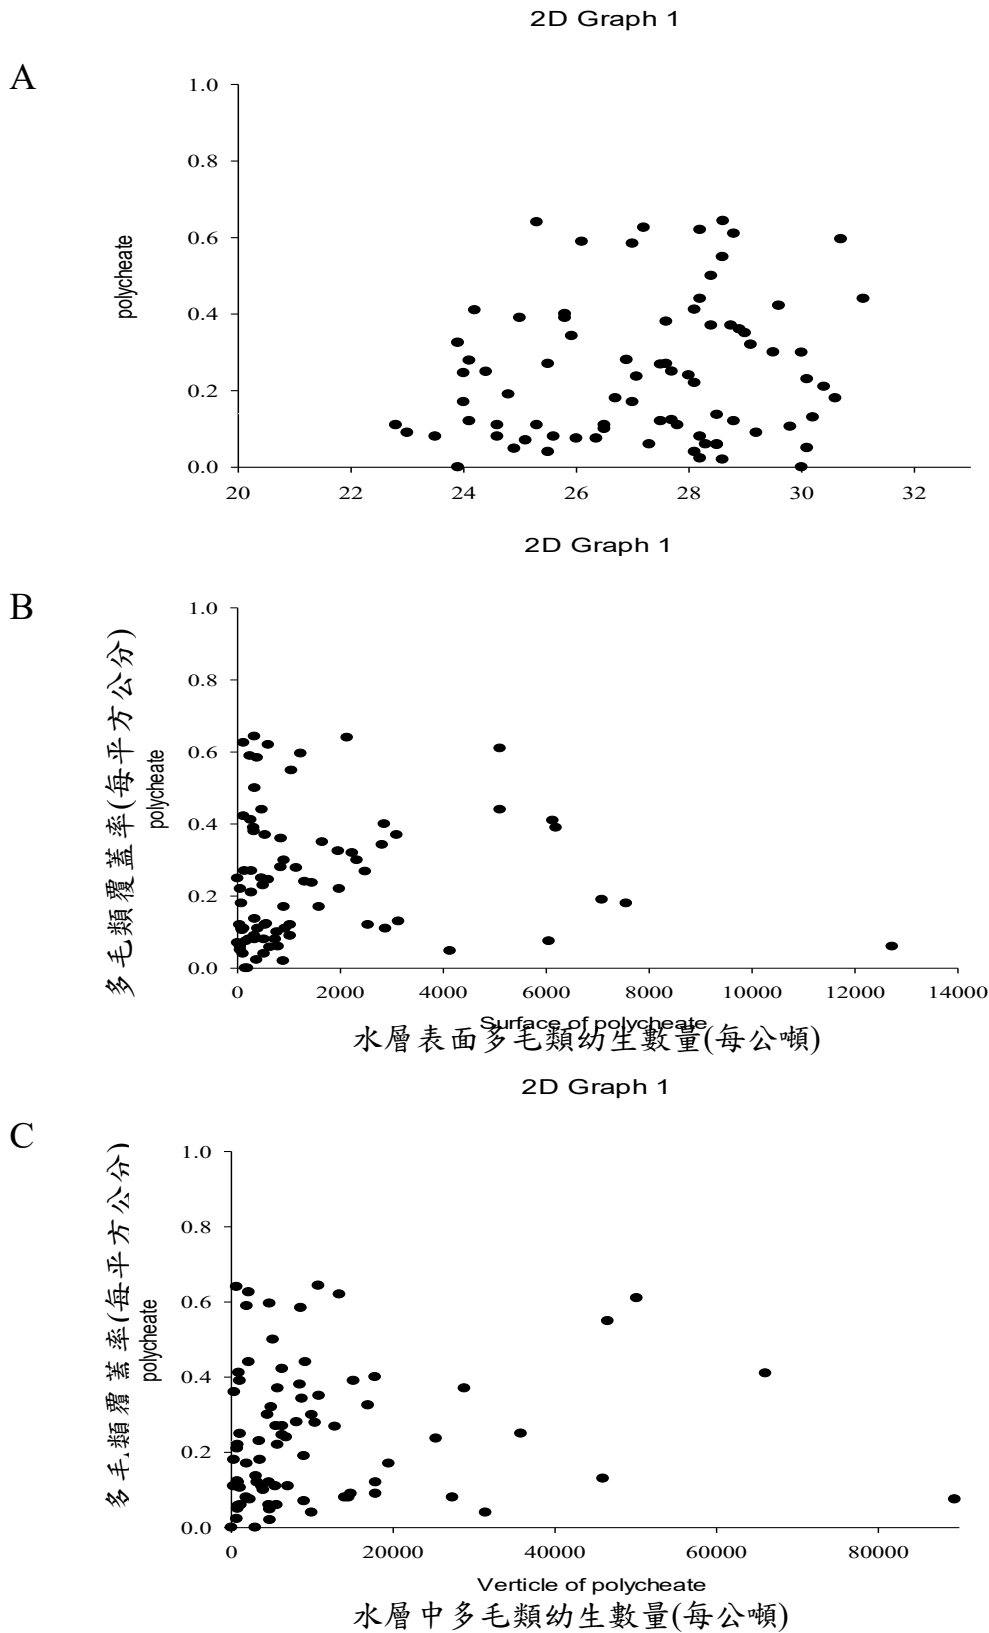 2D Graph 1
A
1.0
0.8
0.6
0.4
0.2
0.0
polycheate
20 22 24 26 28 30 32
2D Graph 1
B
1.0
0.8
0.6
0.4
0.2
0.0
多毛類覆蓋率(每平方公分)
polycheate
0 2000 4000 6000 8000 10000 12000 14000
Surface of polycheate
水層表面多毛類幼生數量(每公噸)
2D Graph 1
C
1.0
0.8
0.6
0.4
0.2
0.0
多毛類覆蓋率(每平方公分)
polycheate
0 20000 40000 60000 80000
Verticle of polycheate
水層中多毛類幼生數量(每公噸)